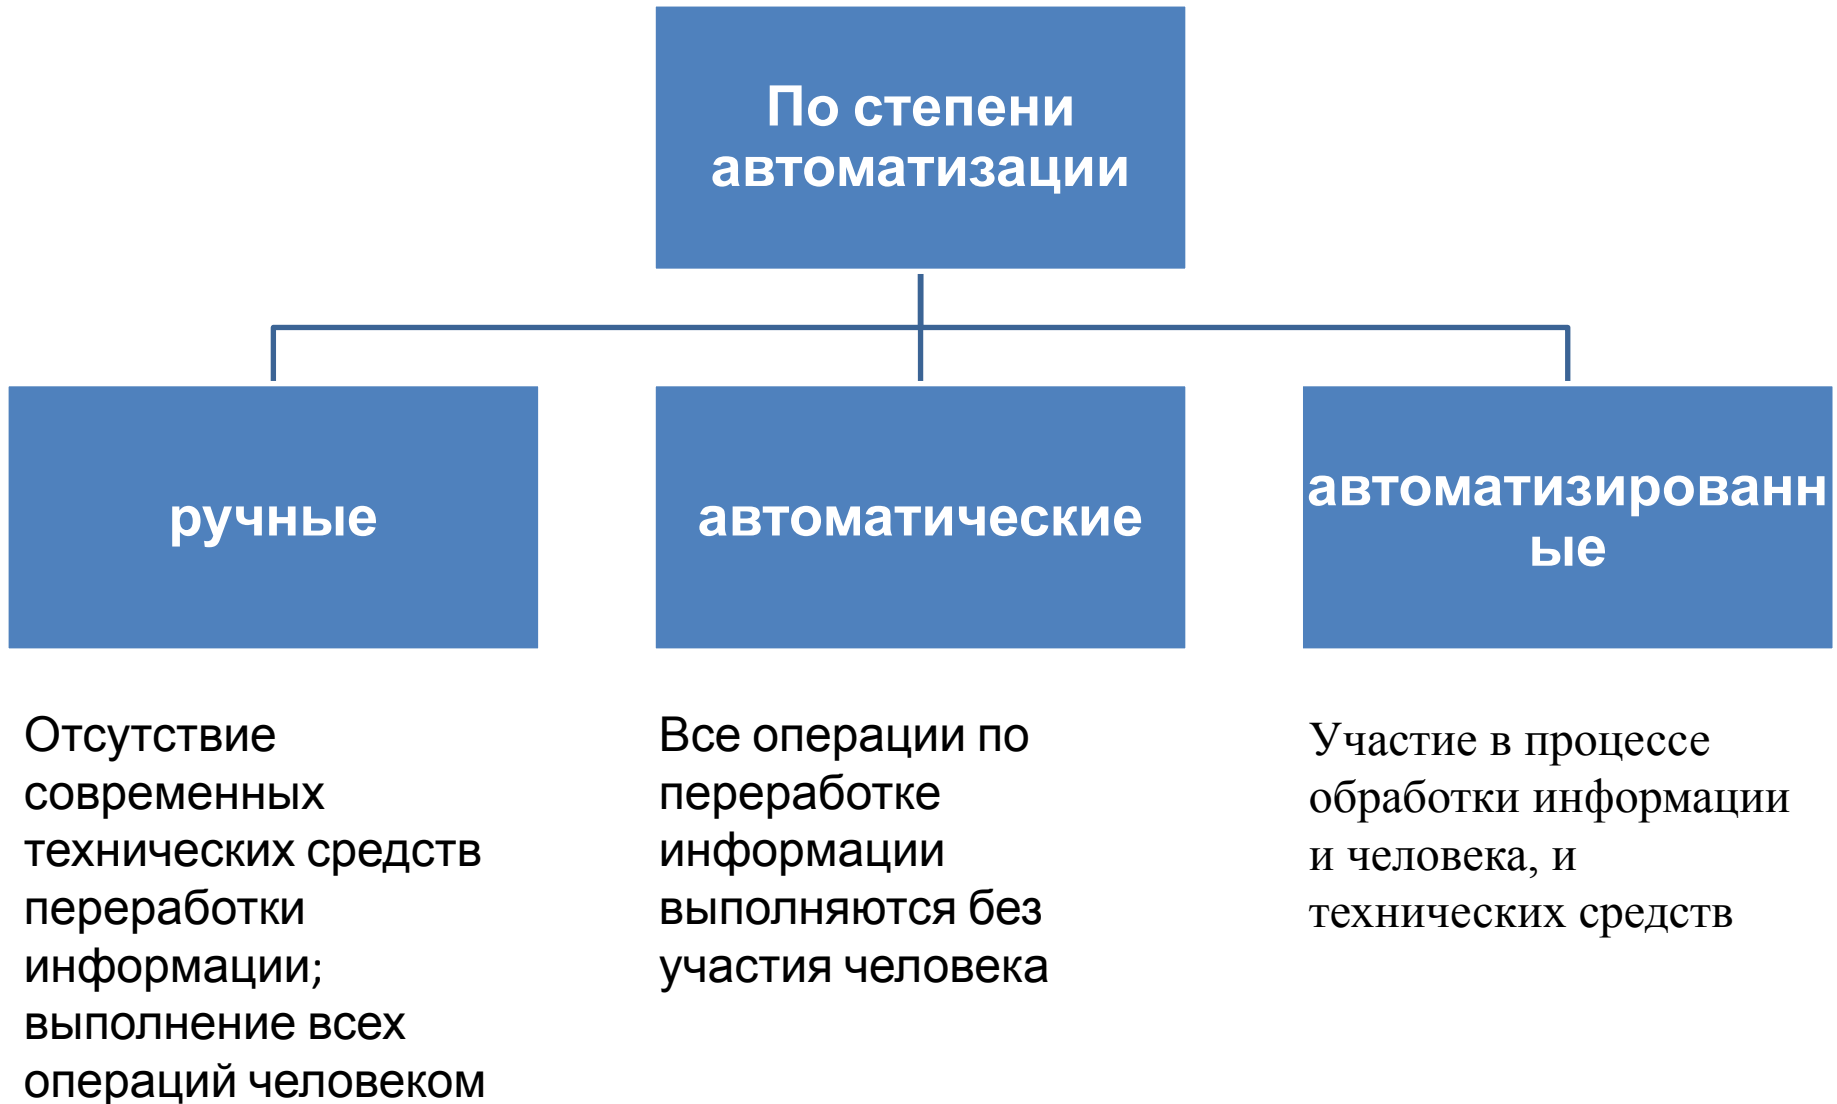 По степени
автоматизации
ручные
автоматические
автоматизированн
ые
Отсутствие
современных
технических средств
переработки
информации;
выполнение всех
операций человеком
Все операции по
переработке
информации
выполняются без
участия человека
Участие в процессе
обработки информации
и человека, и
технических средств